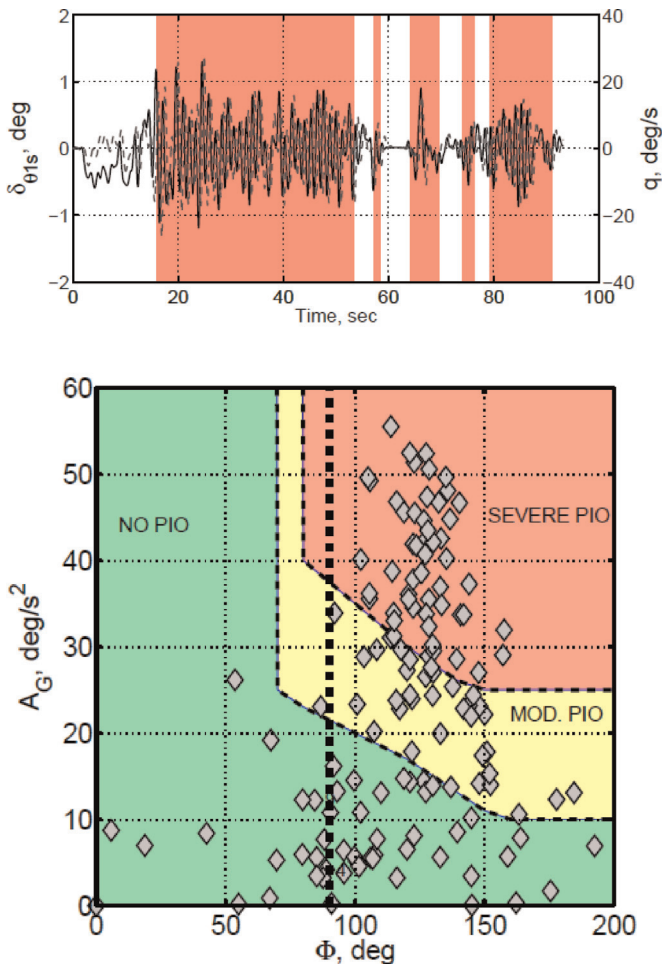 2 40
1 20
0 0
−1 −20
−2 −40
δθ1s, deg
q, deg/s
0 20 40 60 80 100
Time, sec
60
50
40
30
20
10
0
A_G, deg/s²
NO PIO
SEVERE PIO
MOD. PIO
4
0 50 100 150 200
Φ, deg